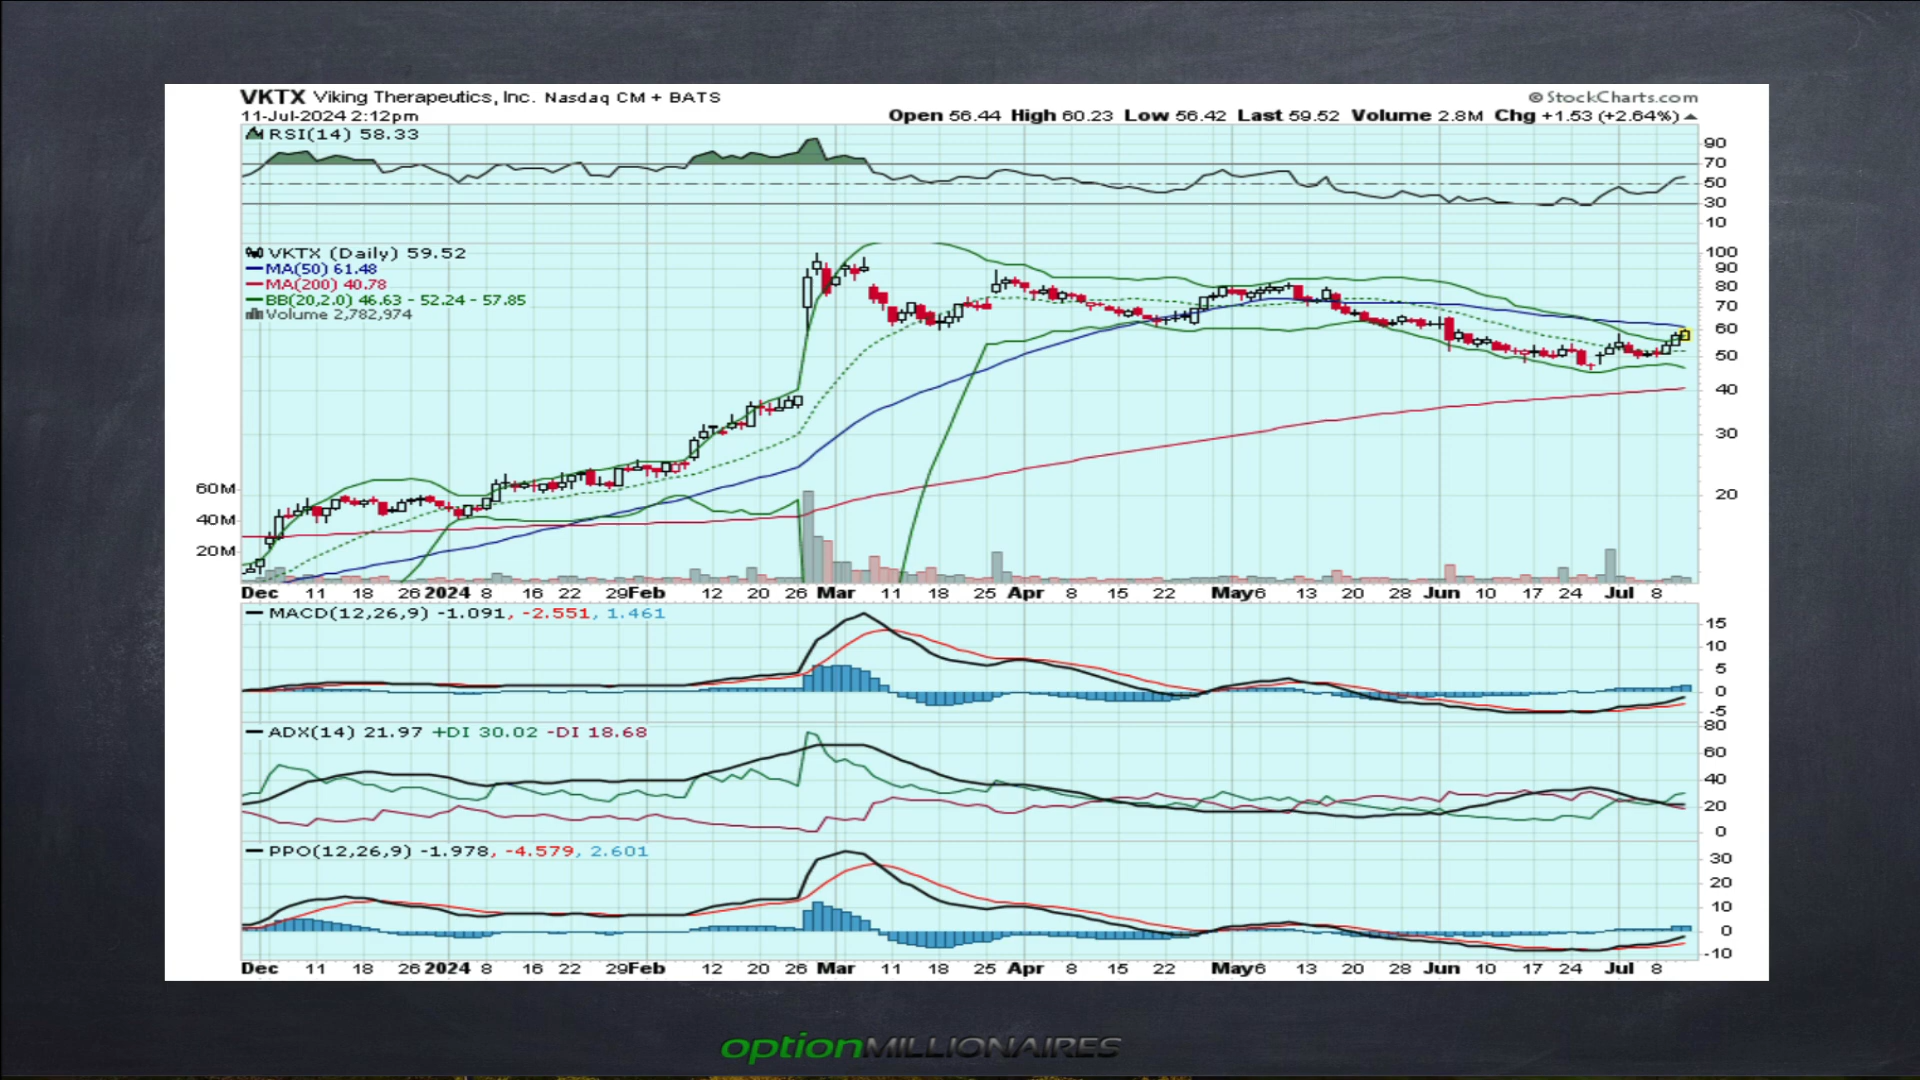 VKTX Viking Therapeutics, Inc. Nasdaq CM + BATS
© StockCharts.com
11-Jul-2024 2:12pm
Open 56.44 High 60.23 Low 56.42 Last 59.52 Volume 2.8M Chg +1.53 (+2.64%)
RSI(14) 58.33
90
70
50
30
10
VKTX (Daily) 59.52
MA(50) 61.48
MA(200) 40.78
BB(20,2.0) 46.63 - 52.24 - 57.85
Volume 2,782,974
100
90
80
70
60
50
40
30
20
60M
40M
20M
Dec 11 18 26 2024 8 16 22 29 Feb 12 20 26 Mar 11 18 25 Apr 8 15 22 May 6 13 20 28 Jun 10 17 24 Jul 8
MACD(12,26,9) -1.091, -2.551, 1.461
15
10
5
0
-5
ADX(14) 21.97 +DI 30.02 -DI 18.68
80
60
40
20
0
PPO(12,26,9) -1.978, -4.579, 2.601
30
20
10
0
-10
Dec 11 18 26 2024 8 16 22 29 Feb 12 20 26 Mar 11 18 25 Apr 8 15 22 May 6 13 20 28 Jun 10 17 24 Jul 8
optionMILLIONAIRES